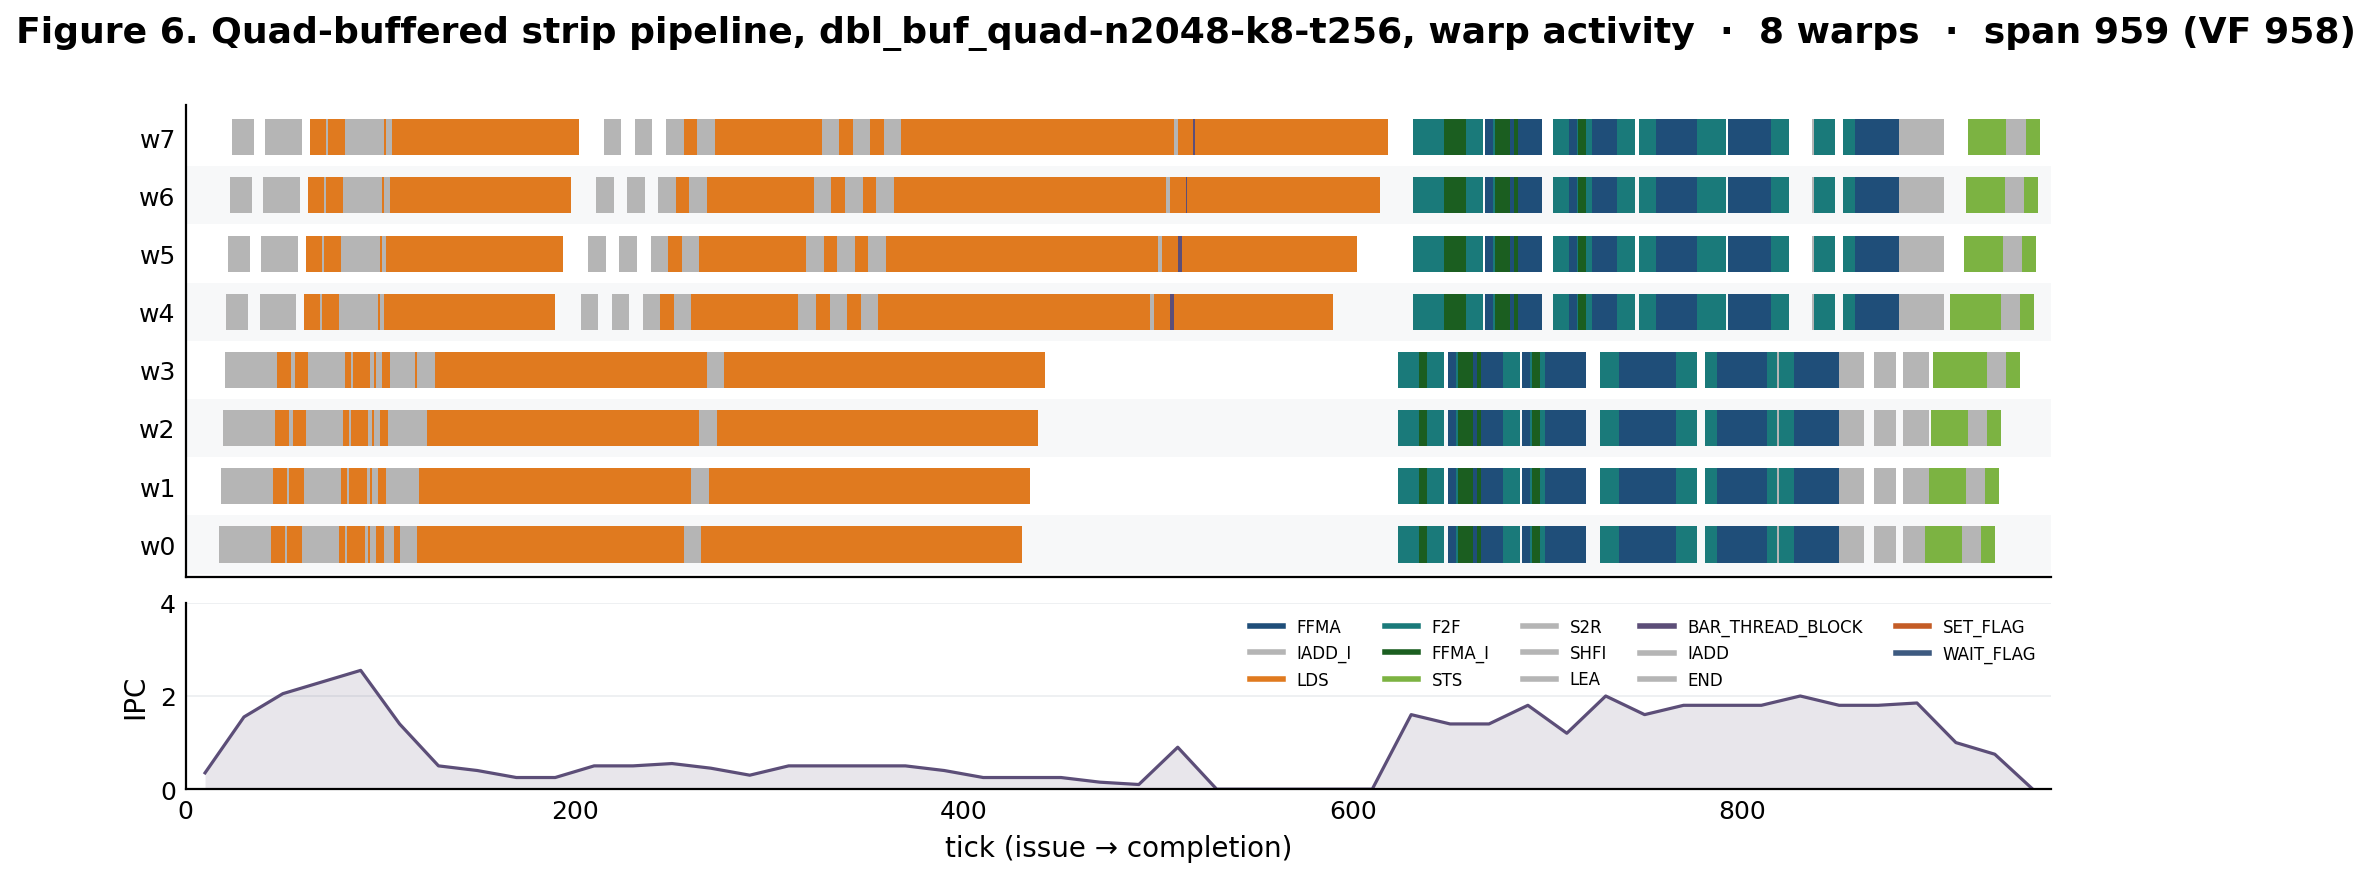 Figure 6. Quad-buffered strip pipeline, dbl_buf_quad-n2048-k8-t256, warp activity · 8 warps · span 959 (VF 958)
w7
w6
w5
w4
w3
w2
w1
w0
4
2
0
IPC
FFMA F2F S2R BAR_THREAD_BLOCK SET_FLAG
IADD_I FFMA_I SHFI IADD WAIT_FLAG
LDS STS LEA END
0 200 400 600 800
tick (issue → completion)